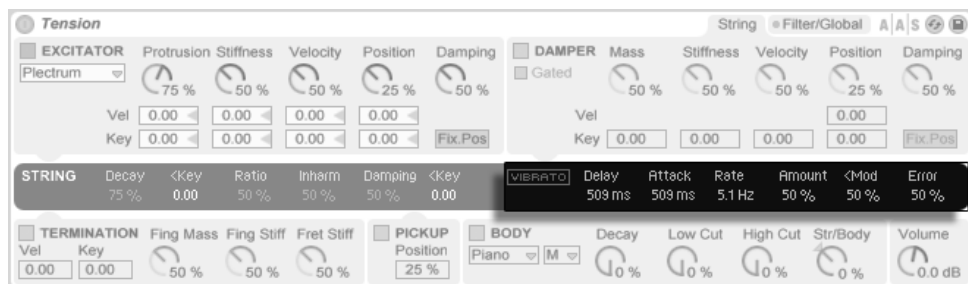 Tension String Filter/Global A A S
EXCITATOR Protrusion Stiffness Velocity Position Damping
Plectrum 75 % 50 % 50 % 25 % 50 %
Vel 0.00 0.00 0.00 0.00
Key 0.00 0.00 0.00 0.00 Fix.Pos
DAMPER Mass Stiffness Velocity Position Damping
Gated 50 % 50 % 50 % 25 % 50 %
Vel 0.00
Key 0.00 0.00 0.00 0.00 Fix.Pos
STRING Decay <Key Ratio Inharm Damping <Key
75 % 0.00 50 % 50 % 50 % 0.00
VIBRATO Delay Attack Rate Amount <Mod Error
509 ms 509 ms 5.1 Hz 50 % 50 % 50 %
TERMINATION Fing Mass Fing Stiff Fret Stiff
Vel Key
0.00 0.00 50 % 50 % 50 %
PICKUP
Position
25 %
BODY Decay Low Cut High Cut Str/Body
Piano M 0 % 0 % 0 % 0 %
Volume
0.0 dB